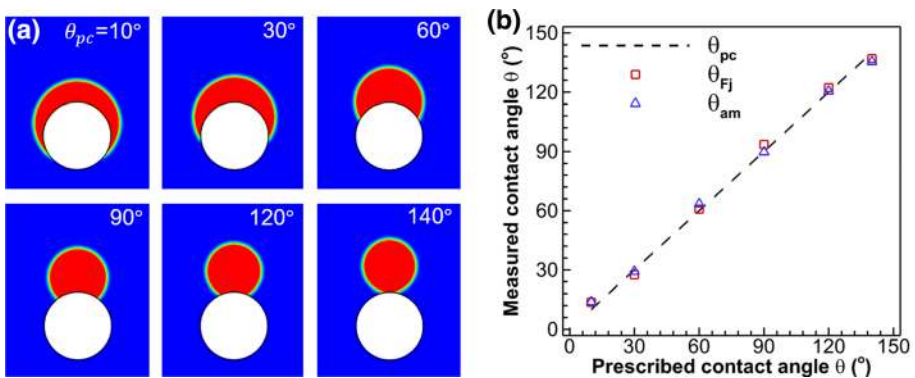 (a)
θpc=10°
30°
60°
90°
120°
140°
(b)
Measured contact angle θ (°)
150
120
90
60
30
0
θpc
θFj
θam
0 30 60 90 120 150
Prescribed contact angle θ (°)